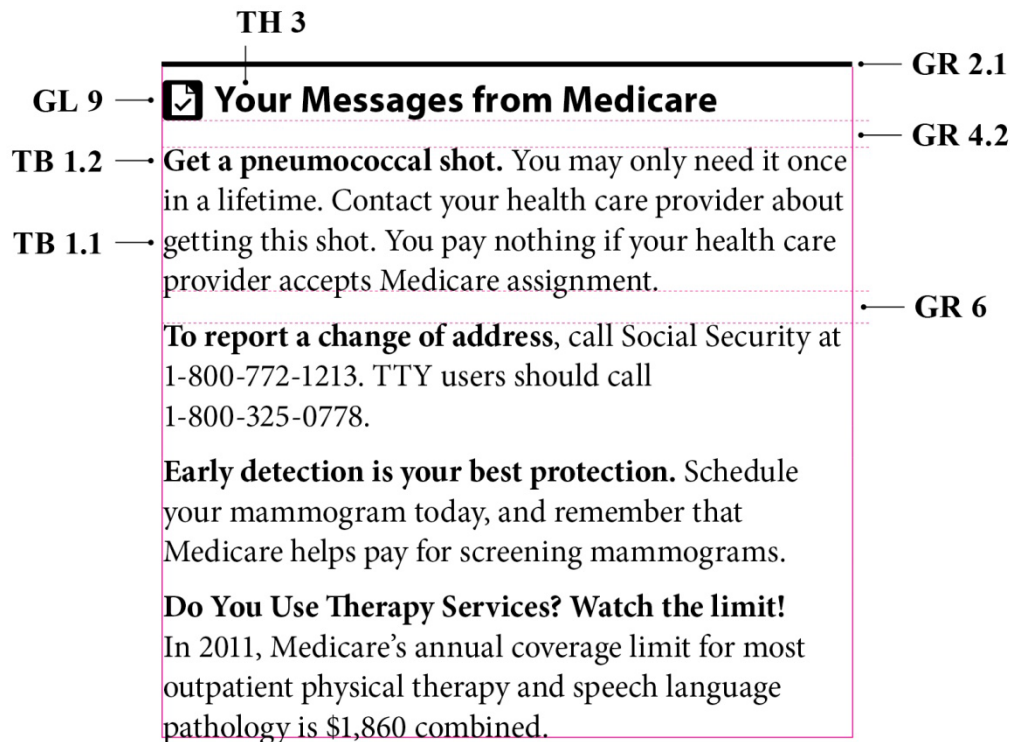 TH 3
GR 2.1
GL 9 Your Messages from Medicare
GR 4.2
TB 1.2 Get a pneumococcal shot. You may only need it once
in a lifetime. Contact your health care provider about
TB 1.1 getting this shot. You pay nothing if your health care
provider accepts Medicare assignment.
GR 6
To report a change of address, call Social Security at
1-800-772-1213. TTY users should call
1-800-325-0778.
Early detection is your best protection. Schedule
your mammogram today, and remember that
Medicare helps pay for screening mammograms.
Do You Use Therapy Services? Watch the limit!
In 2011, Medicare’s annual coverage limit for most
outpatient physical therapy and speech language
pathology is $1,860 combined.